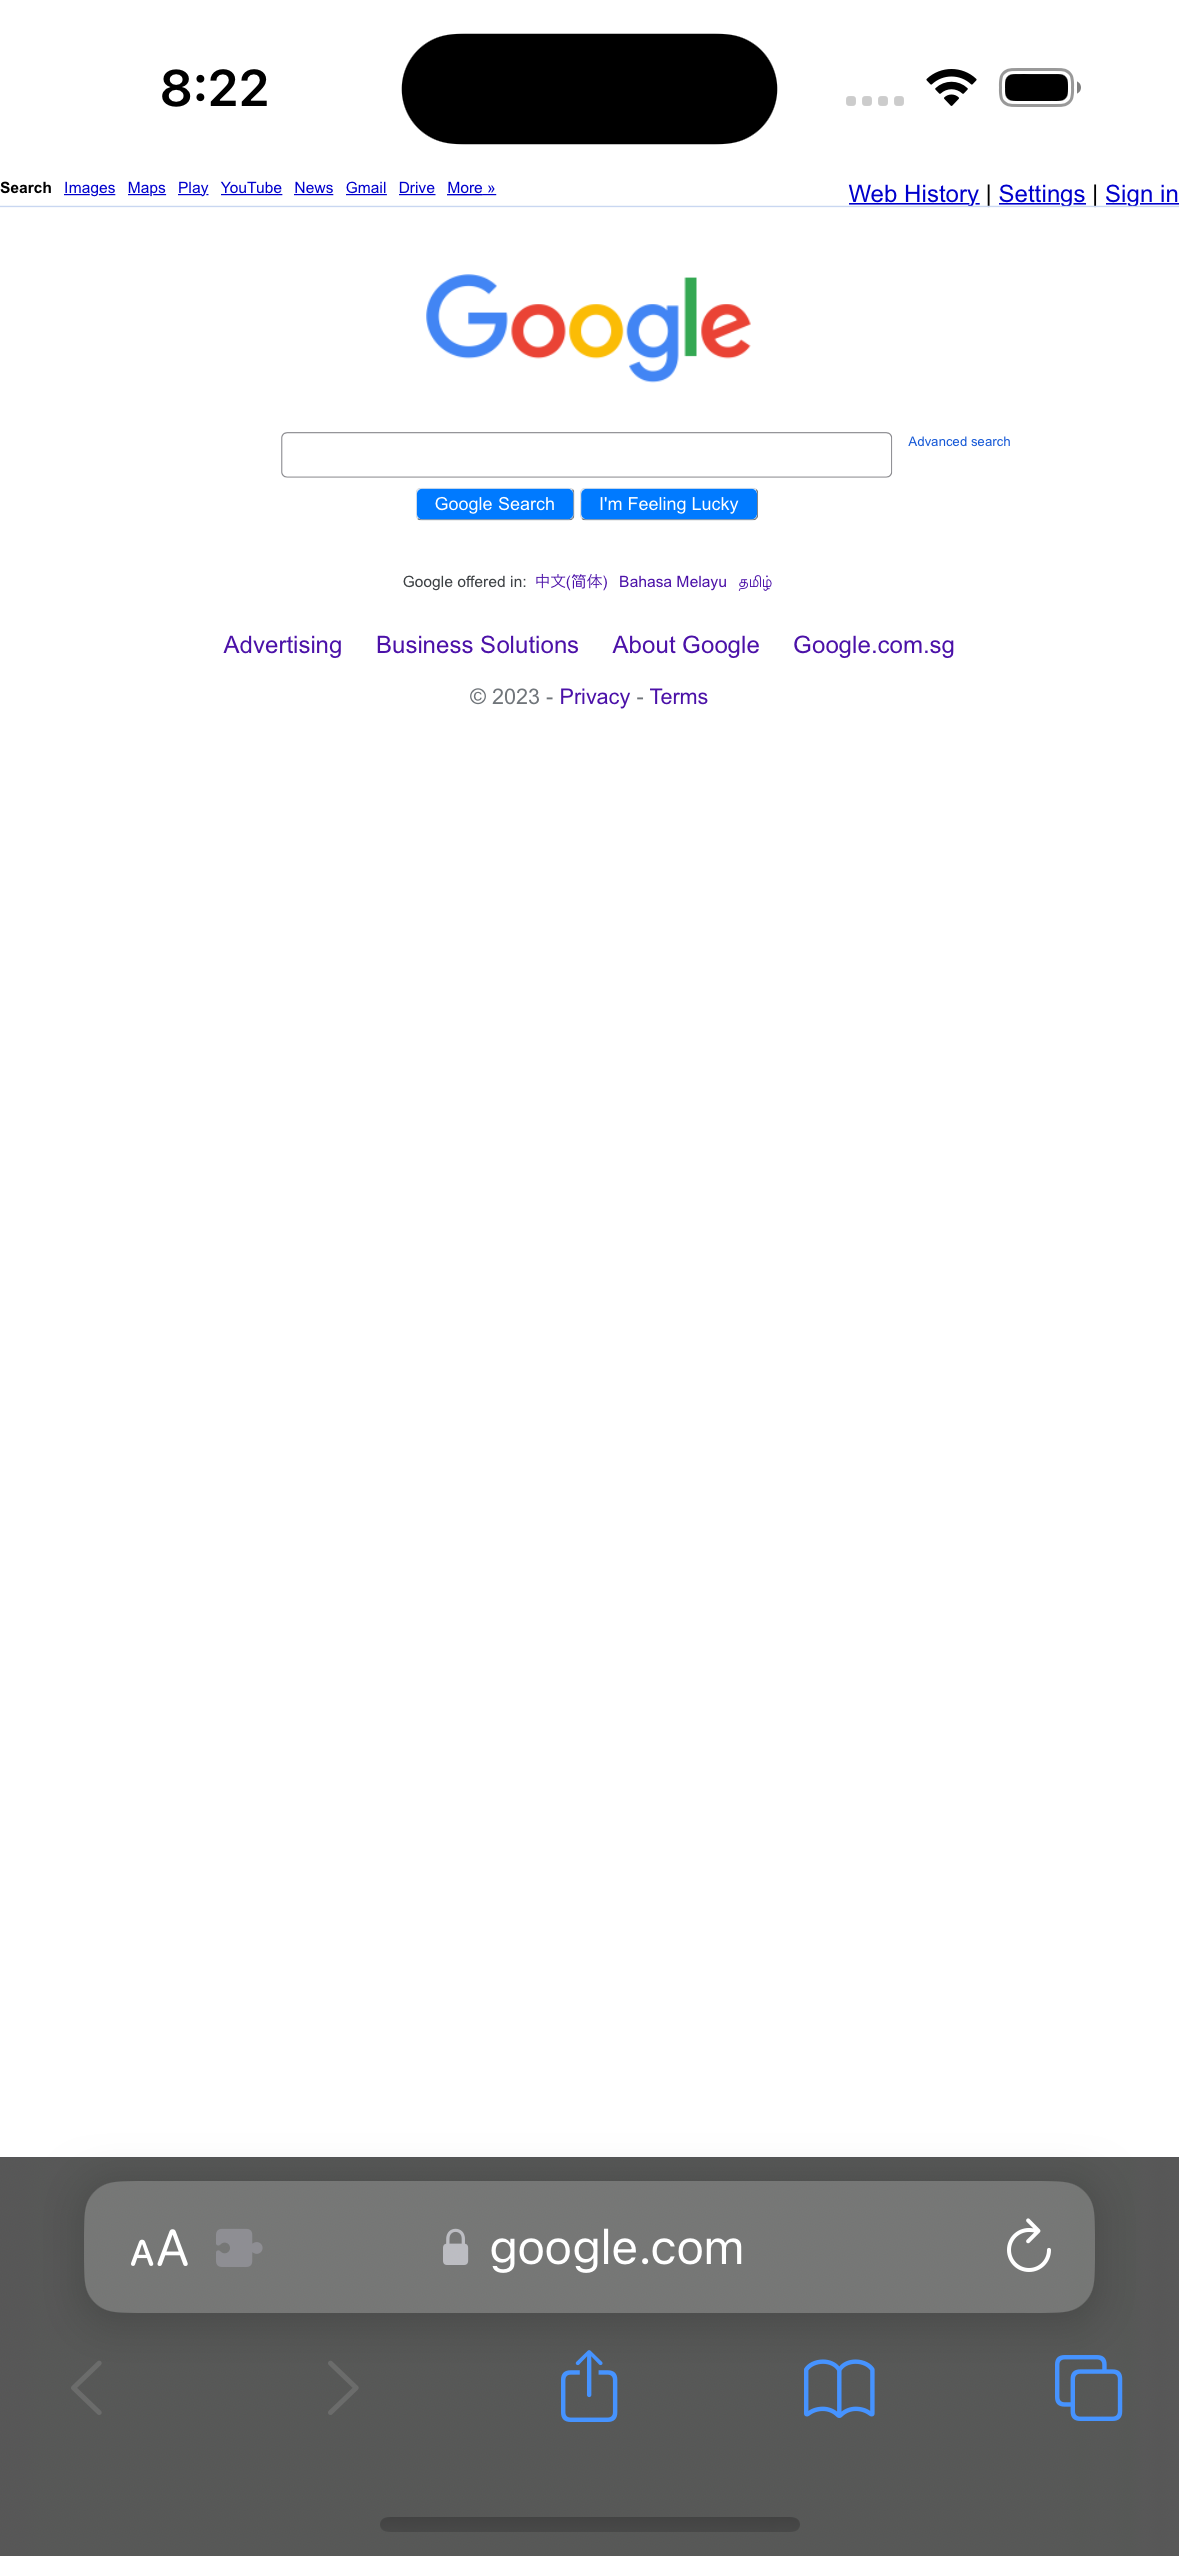 8:22
Search Images Maps Play YouTube News Gmail Drive More »
Web History | Settings | Sign in
Google
Advanced search
Google Search I'm Feeling Lucky
Google offered in: 中文(简体) Bahasa Melayu தமிழ்
Advertising Business Solutions About Google Google.com.sg
© 2023 - Privacy - Terms
AA google.com